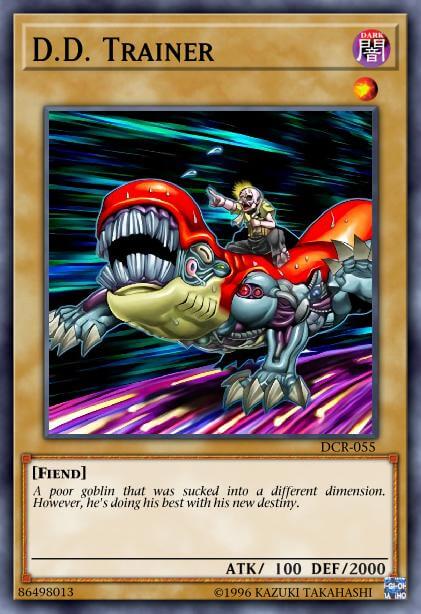 D.D. Trainer
DARK
闇
DCR-055
[Fiend]
A poor goblin that was sucked into a different dimension.
However, he's doing his best with his new destiny.
ATK/ 100 DEF/2000
86498013
©1996 KAZUKI TAKAHASHI